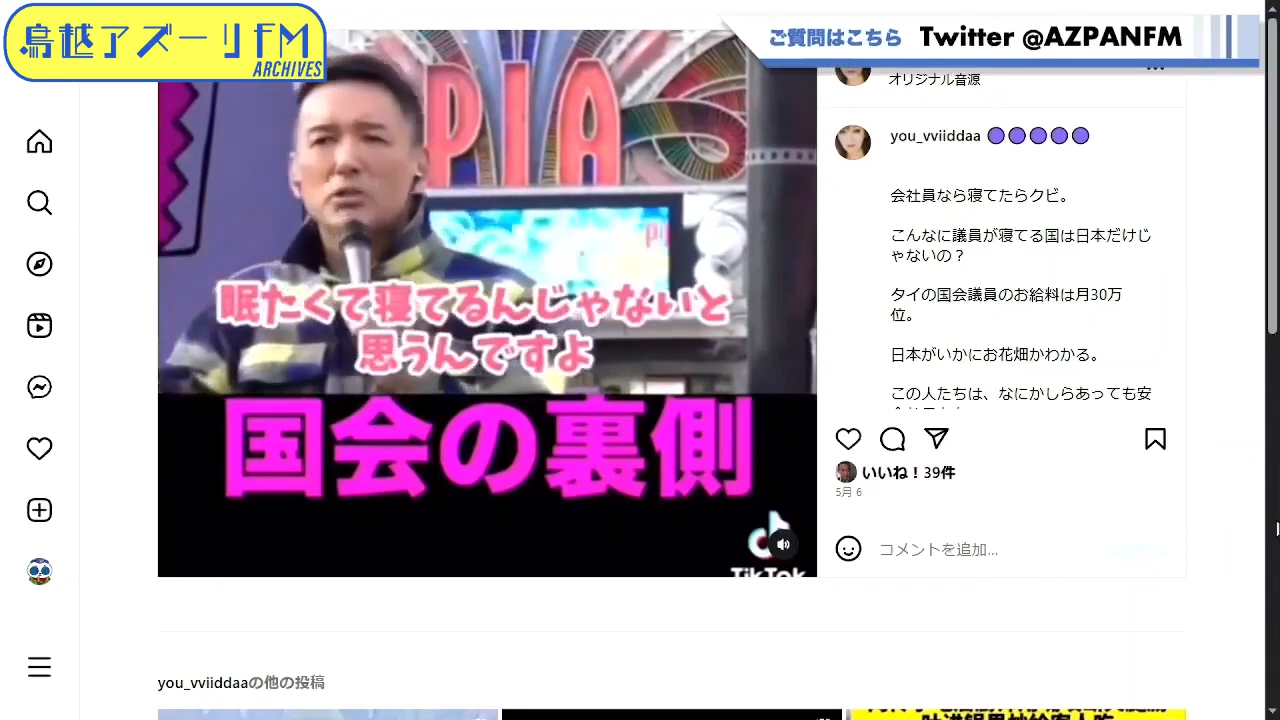 鳥越アズーリFM
ARCHIVES
ご質問はこちら Twitter @AZPANFM
オリジナル音源
PIA
you_vviiddaa
会社員なら寝てたらクビ。
こんなに議員が寝てる国は日本だけじ
ゃないの？
タイの国会議員のお給料は月30万
位。
日本がいかにお花畑かわかる。
この人たちは、なにかしらあっても安
眠たくて寝てるんじゃないと
思うんですよ
国会の裏側
TikTok
いいね！39件
5月 6
コメントを追加...
you_vviiddaaの他の投稿